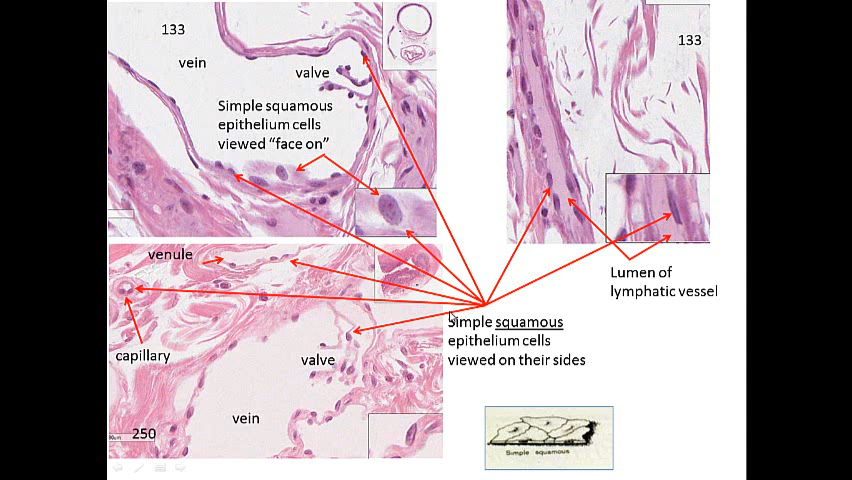 133
vein
valve
Simple squamous
epithelium cells
viewed "face on"
133
venule
capillary
valve
vein
250
Lumen of
lymphatic vessel
Simple squamous
epithelium cells
viewed on their sides
Simple squamous